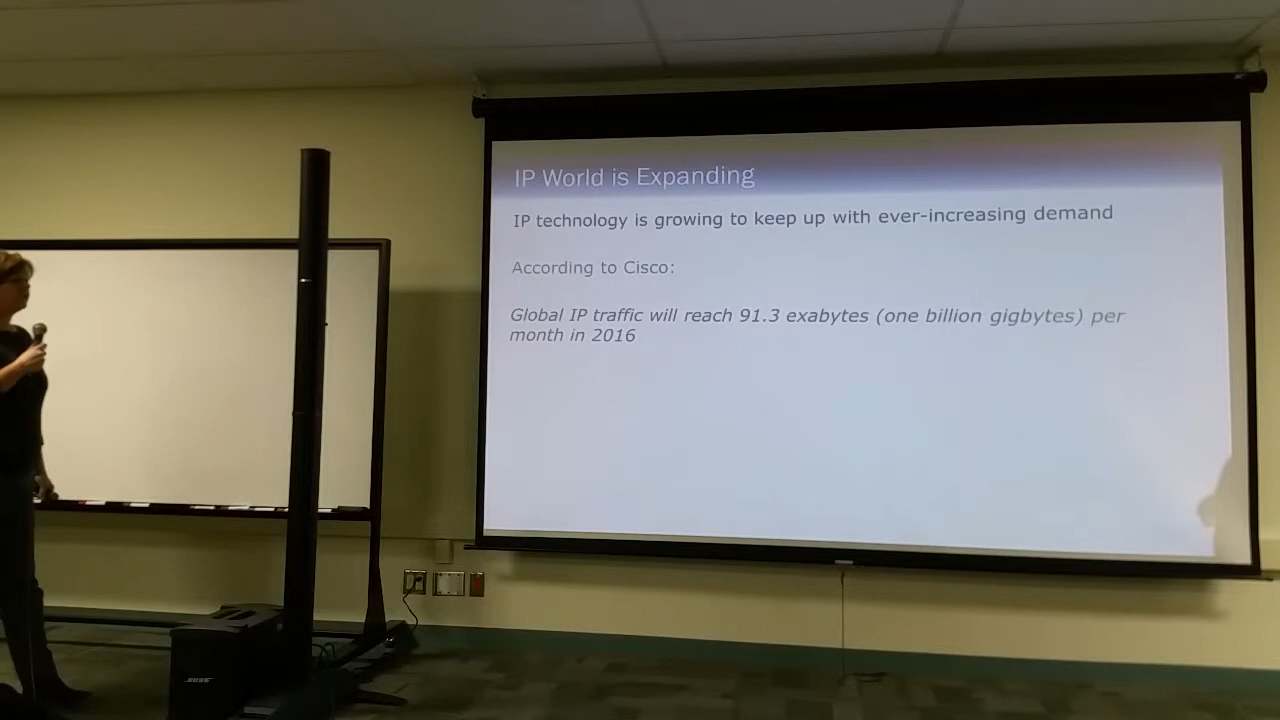 IP World is Expanding
IP technology is growing to keep up with ever-increasing demand
According to Cisco:
Global IP traffic will reach 91.3 exabytes (one billion gigbytes) per
month in 2016
BOSE